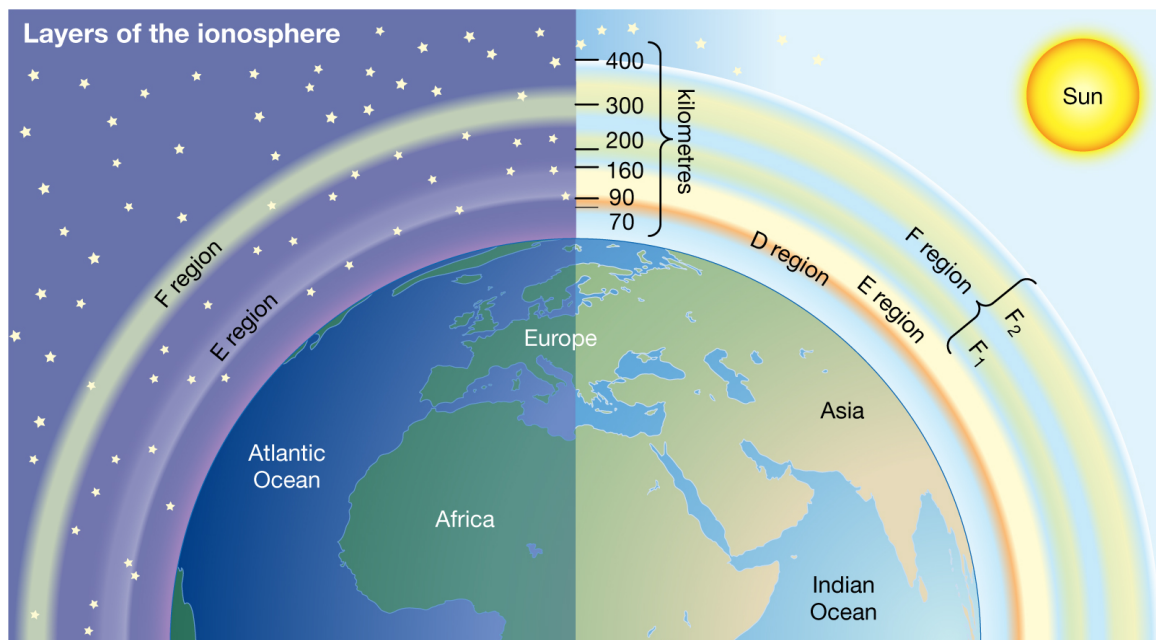 Layers of the ionosphere
400
300
200
160
90
70
kilometres
Sun
F region
E region
D region
E region
F region
F2
F1
Europe
Asia
Atlantic
Ocean
Africa
Indian
Ocean